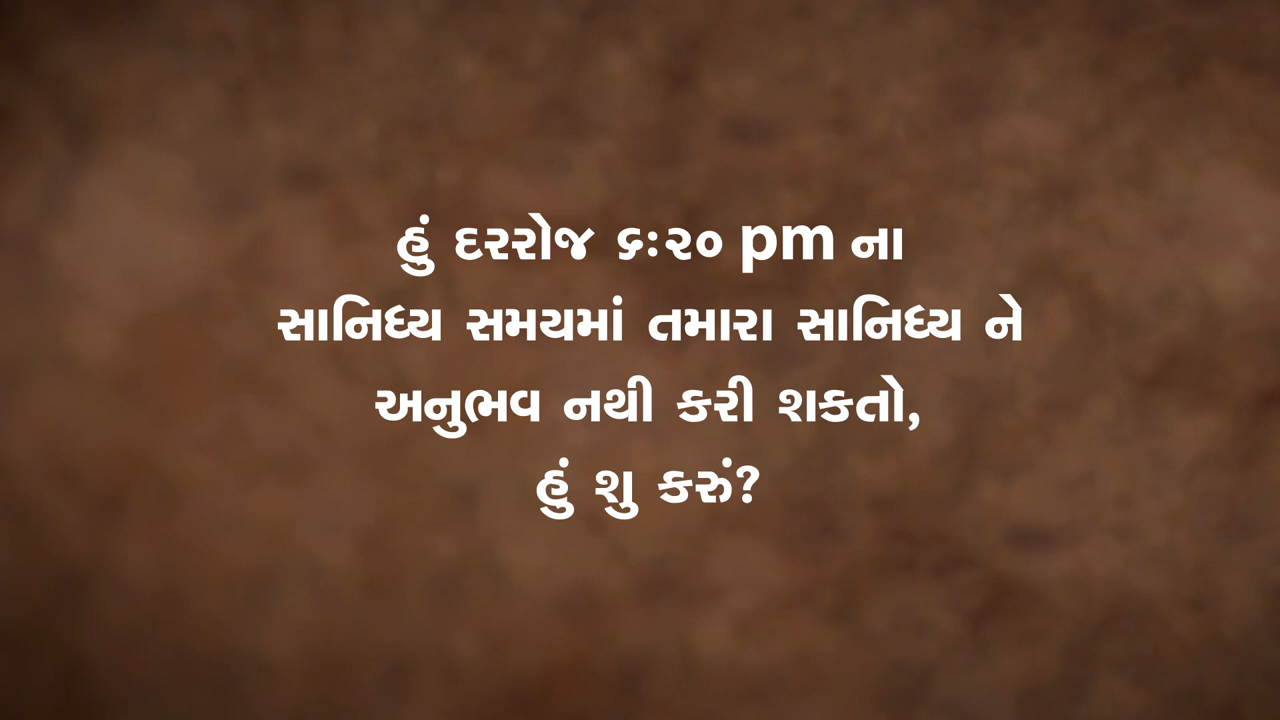 હું દરરોજ ૬:૨૦ pm ના
સાનિધ્ય સમયમાં તમારા સાનિધ્ય ને
અનુભવ નથી કરી શકતો,
હું શુ કરું?